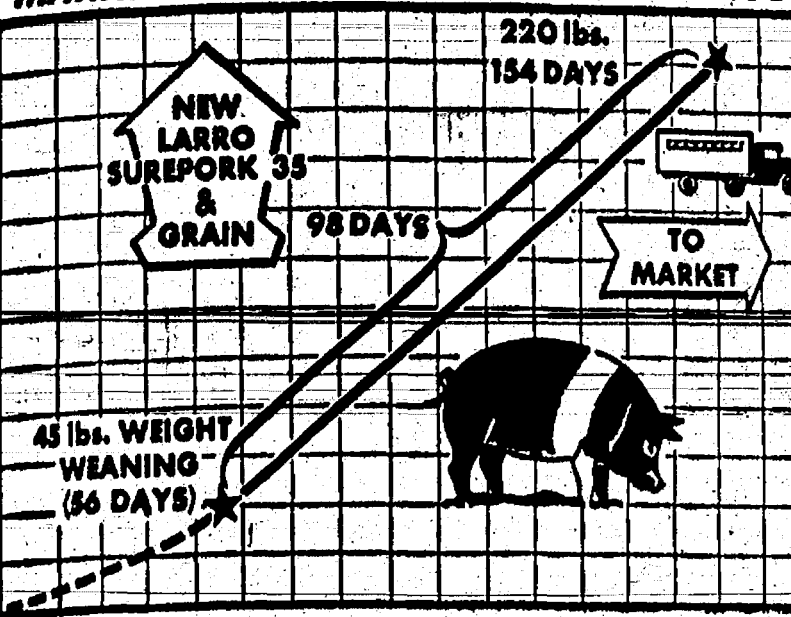 220 lbs.
154 DAYS
NEW
LARRO
SUREPORK 35
&
GRAIN
98 DAYS
TO
MARKET
45 lbs. WEIGHT
WEANING
(56 DAYS)